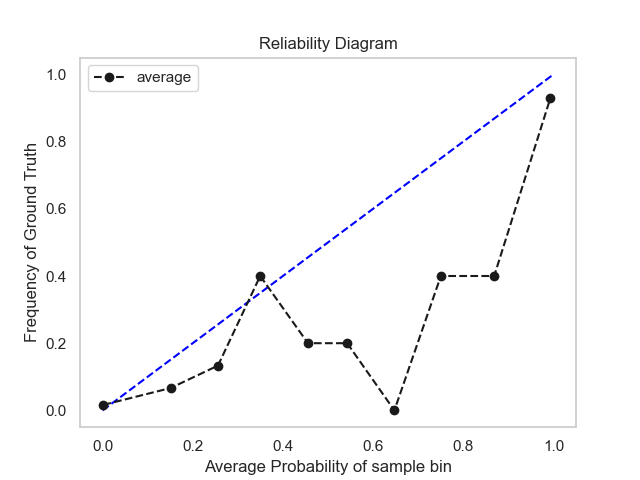 Reliability Diagram
average
1.0
0.8
0.6
0.4
0.2
0.0
Frequency of Ground Truth
0.0 0.2 0.4 0.6 0.8 1.0
Average Probability of sample bin